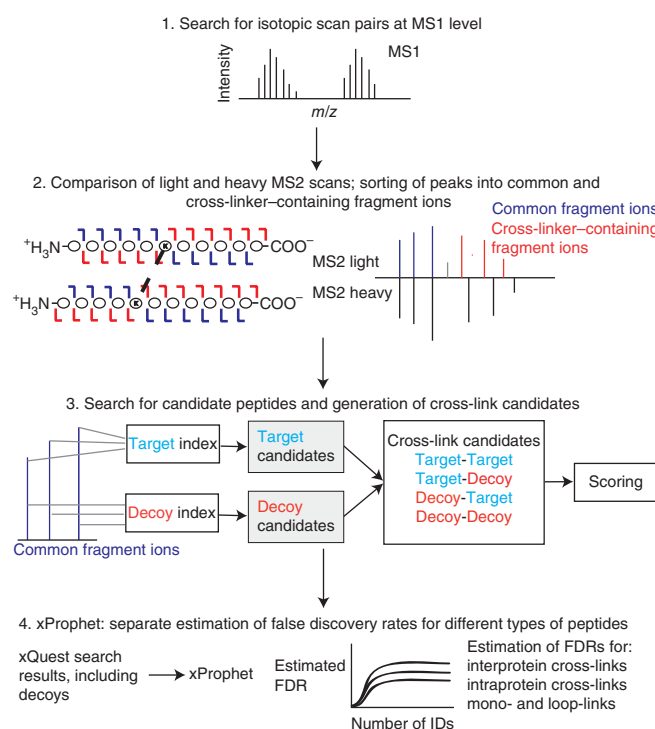 1. Search for isotopic scan pairs at MS1 level
MS1
Intensity
m/z
2. Comparison of light and heavy MS2 scans; sorting of peaks into common and
cross-linker–containing fragment ions
Common fragment ions
Cross-linker–containing
fragment ions
+H3N
COO−
MS2 light
MS2 heavy
+H3N
COO−
3. Search for candidate peptides and generation of cross-link candidates
Target index
Target
candidates
Decoy index
Decoy
candidates
Common fragment ions
Cross-link candidates
Target-Target
Target-Decoy
Decoy-Target
Decoy-Decoy
Scoring
4. xProphet: separate estimation of false discovery rates for different types of peptides
xQuest search
results, including
decoys
xProphet
Estimated
FDR
Number of IDs
Estimation of FDRs for:
interprotein cross-links
intraprotein cross-links
mono- and loop-links